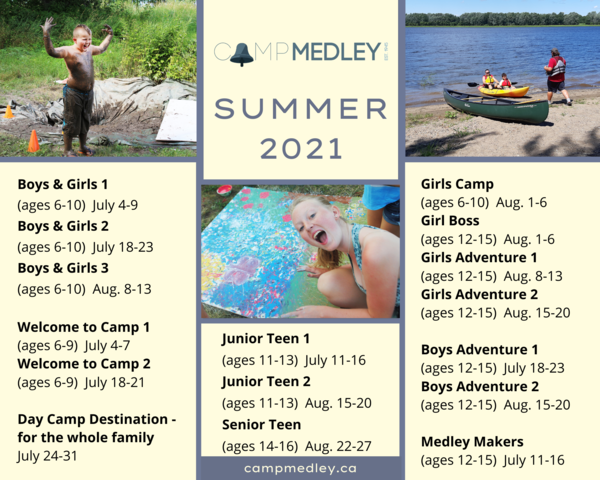 CAMPMEDLEY
SUMMER
2021
Boys & Girls 1
(ages 6-10) July 4-9
Boys & Girls 2
(ages 6-10) July 18-23
Boys & Girls 3
(ages 6-10) Aug. 8-13
Welcome to Camp 1
(ages 6-9) July 4-7
Welcome to Camp 2
(ages 6-9) July 18-21
Day Camp Destination -
for the whole family
July 24-31
Junior Teen 1
(ages 11-13) July 11-16
Junior Teen 2
(ages 11-13) Aug. 15-20
Senior Teen
(ages 14-16) Aug. 22-27
campmedley.ca
Girls Camp
(ages 6-10) Aug. 1-6
Girl Boss
(ages 12-15) Aug. 1-6
Girls Adventure 1
(ages 12-15) Aug. 8-13
Girls Adventure 2
(ages 12-15) Aug. 15-20
Boys Adventure 1
(ages 12-15) July 18-23
Boys Adventure 2
(ages 12-15) Aug. 15-20
Medley Makers
(ages 12-15) July 11-16